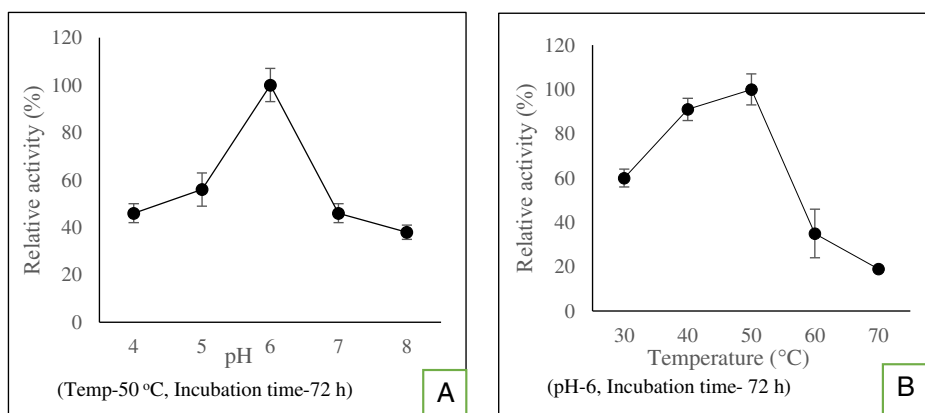 Relative activity (%)
120
100
80
60
40
20
0
4 5 6 7 8
pH
(Temp-50 °C, Incubation time-72 h)
A
Relative activity (%)
120
100
80
60
40
20
0
30 40 50 60 70
Temperature (°C)
(pH-6, Incubation time- 72 h)
B